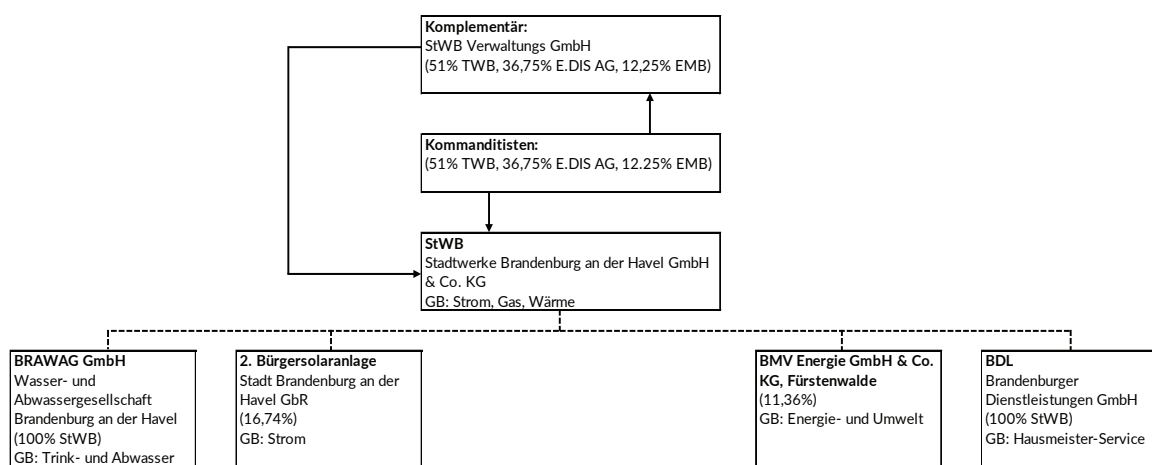 Komplementär:
StWB Verwaltungs GmbH
(51% TWB, 36,75% E.DIS AG, 12,25% EMB)
Kommanditisten:
(51% TWB, 36,75% E.DIS AG, 12.25% EMB)
StWB
Stadtwerke Brandenburg an der Havel GmbH
& Co. KG
GB: Strom, Gas, Wärme
BRAWAG GmbH
Wasser- und
Abwassergesellschaft
Brandenburg an der Havel
(100% StWB)
GB: Trink- und Abwasser
2. Bürgersolaranlage
Stadt Brandenburg an der
Havel GbR
(16,74%)
GB: Strom
BMV Energie GmbH & Co.
KG, Fürstenwalde
(11,36%)
GB: Energie- und Umwelt
BDL
Brandenburger
Dienstleistungen GmbH
(100% StWB)
GB: Hausmeister-Service